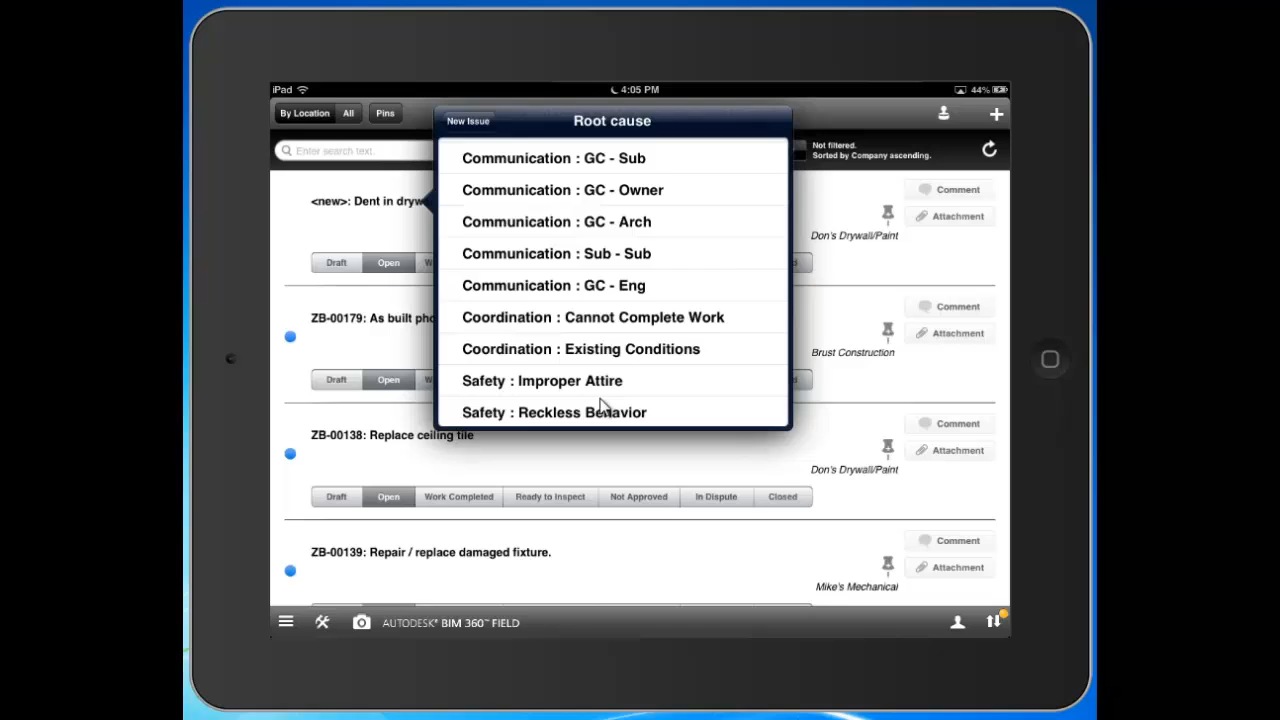 iPad 4:05 PM 44%
By Location All Pins
New Issue Root cause
Enter search text.
Not filtered.
Sorted by Company ascending.
Communication : GC - Sub
Communication : GC - Owner
Communication : GC - Arch
Communication : Sub - Sub
Communication : GC - Eng
Coordination : Cannot Complete Work
Coordination : Existing Conditions
Safety : Improper Attire
Safety : Reckless Behavior
<new>: Dent in dryw
Comment
Attachment
Don's Drywall/Paint
Draft Open W
ZB-00179: As built pho
Comment
Attachment
Brust Construction
Draft Open W
ZB-00138: Replace ceiling tile
Comment
Attachment
Don's Drywall/Paint
Draft Open Work Completed Ready to Inspect Not Approved In Dispute Closed
ZB-00139: Repair / replace damaged fixture.
Comment
Attachment
Mike's Mechanical
AUTODESK® BIM 360™ FIELD